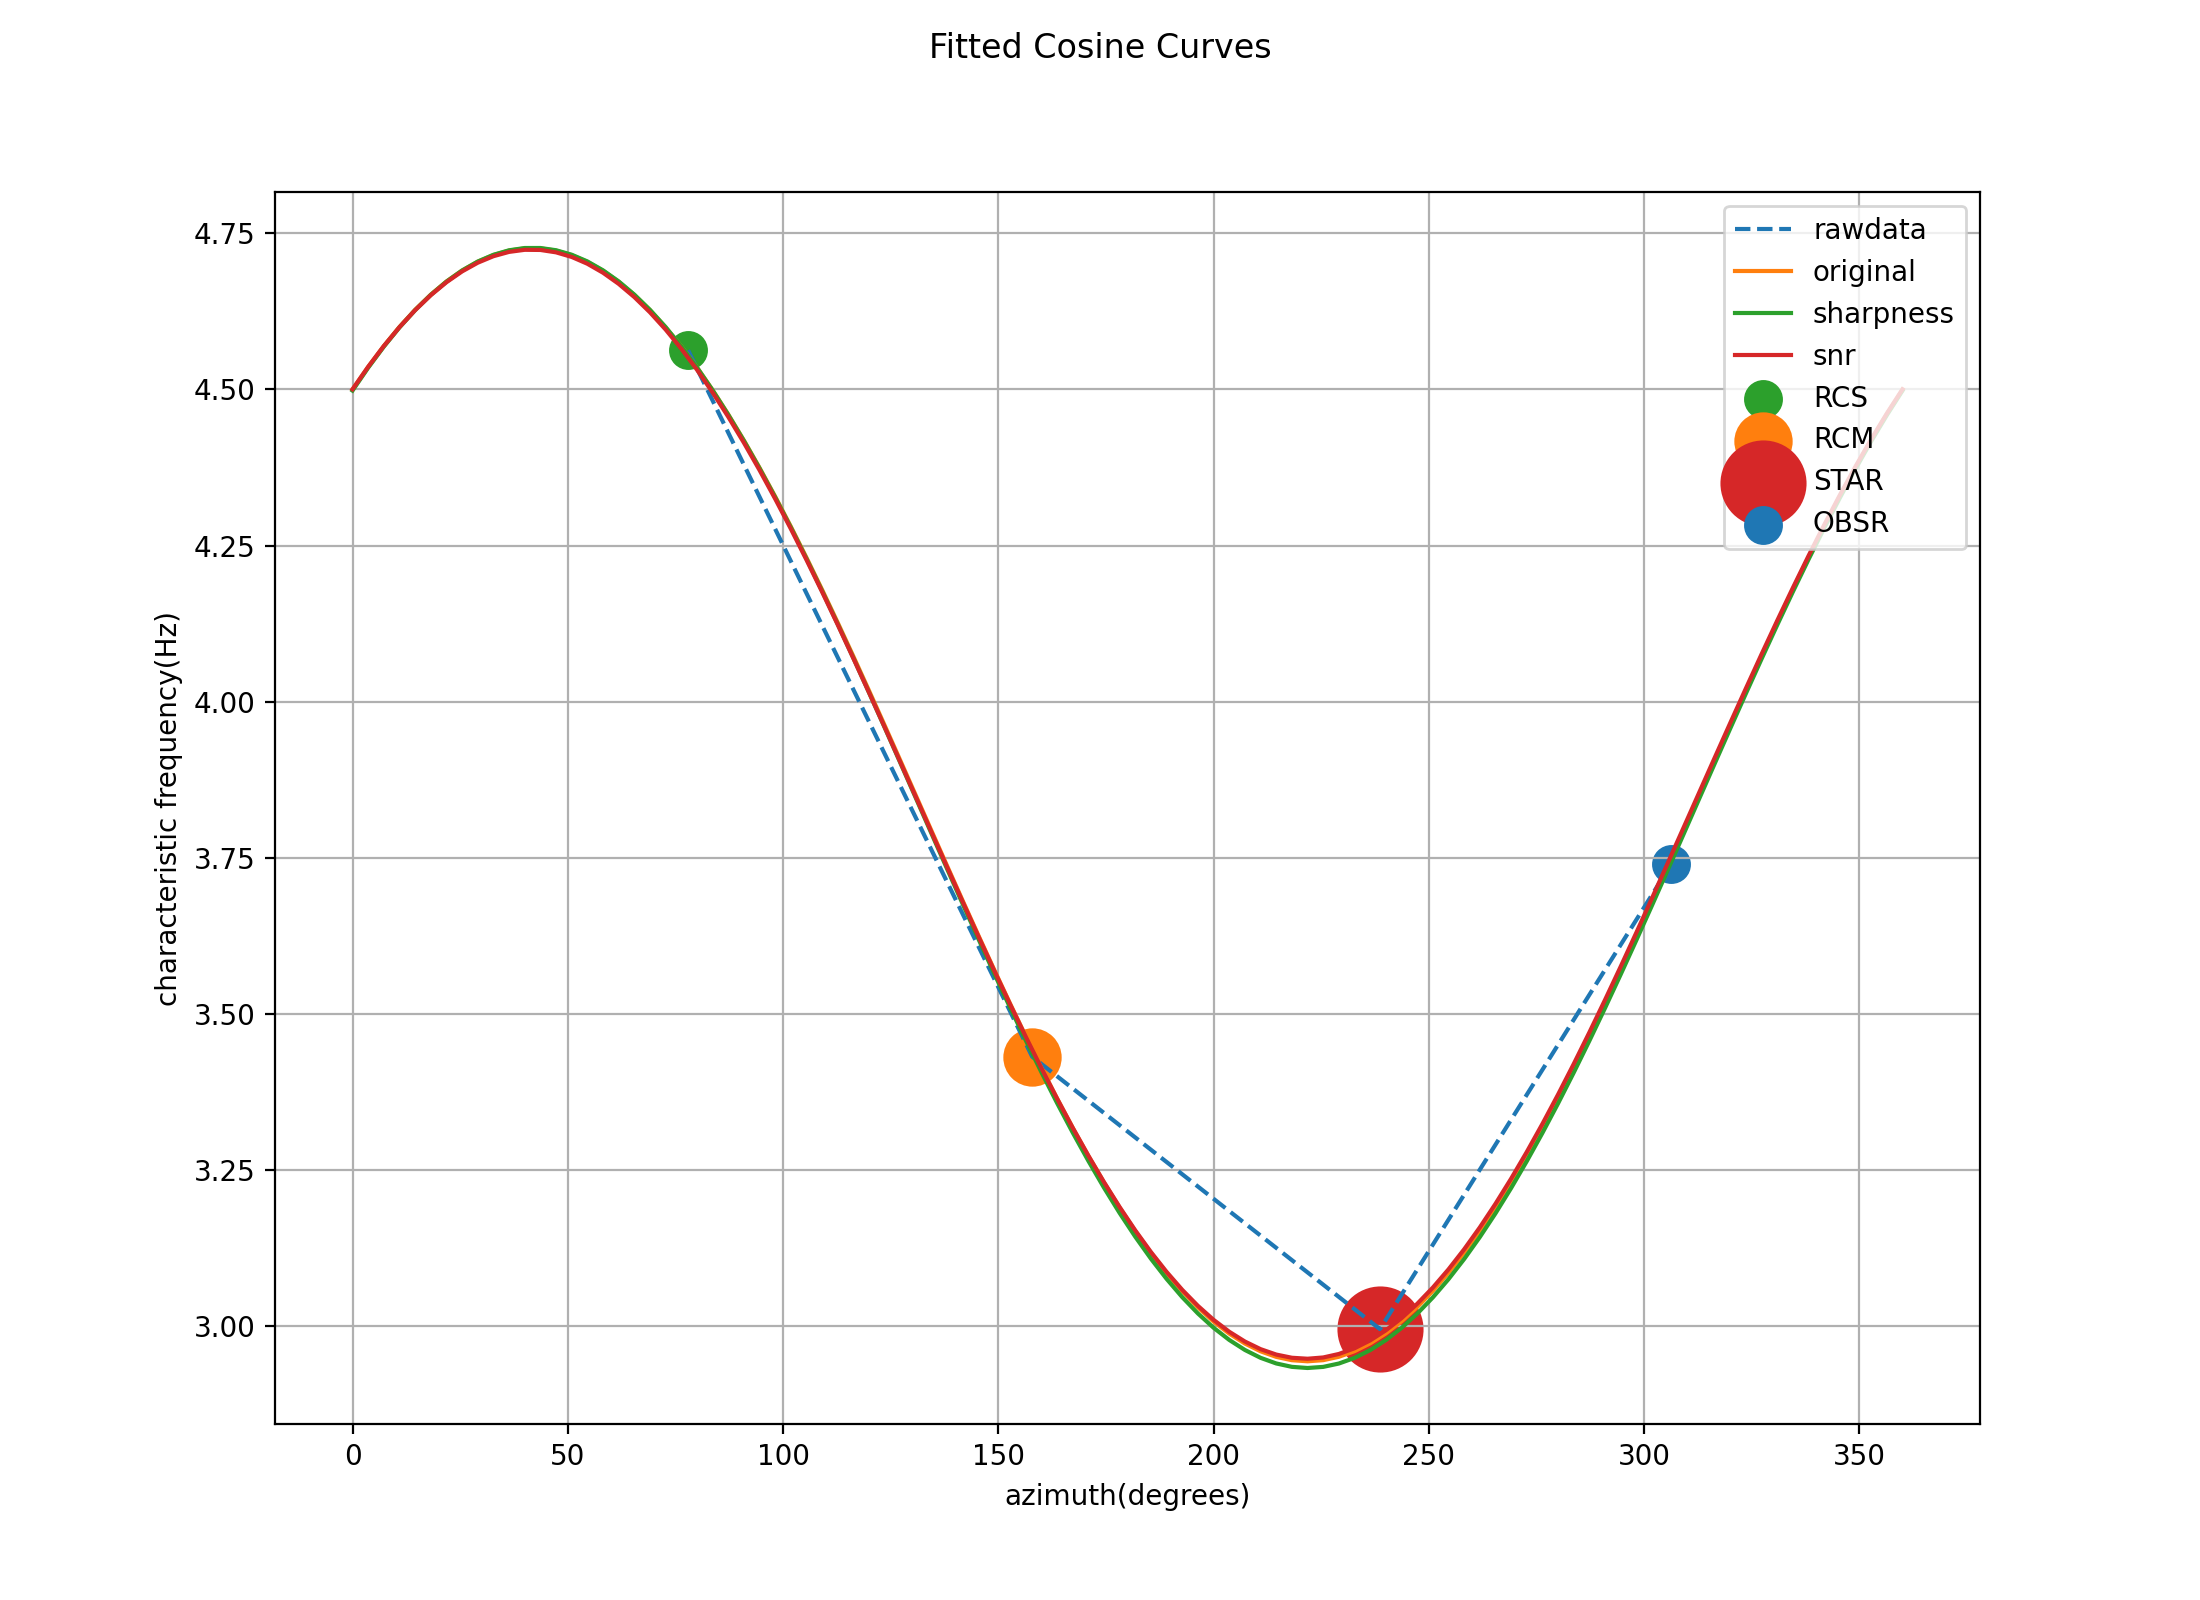 Fitted Cosine Curves
4.75
4.50
4.25
4.00
3.75
3.50
3.25
3.00
characteristic frequency(Hz)
rawdata
original
sharpness
snr
RCS
RCM
STAR
OBSR
0 50 100 150 200 250 300 350
azimuth(degrees)